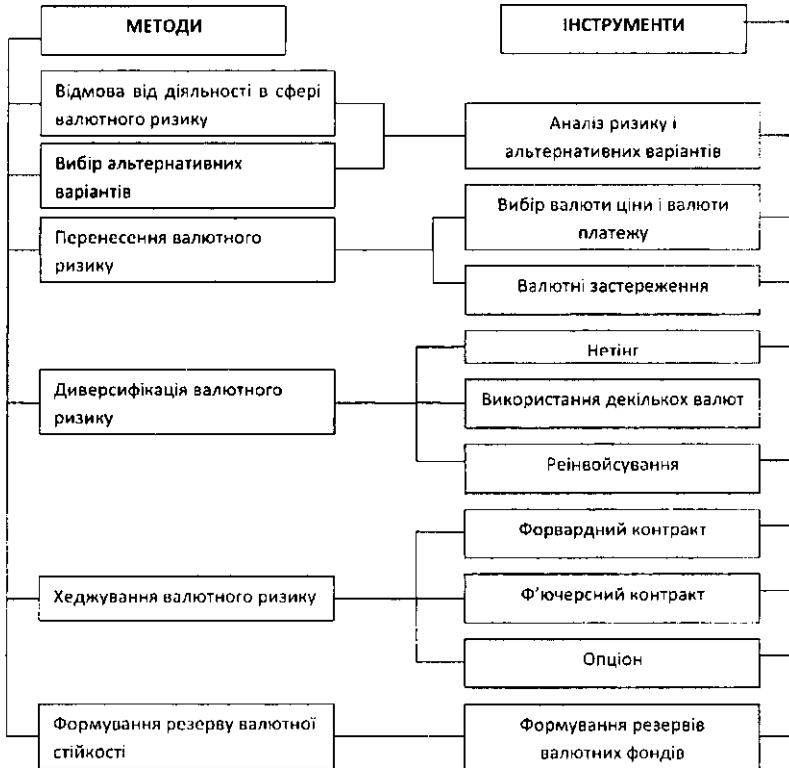 МЕТОДИ
ІНСТРУМЕНТИ
Відмова від діяльності в сфері
валютного ризику
Вибір альтернативних
варіантів
Аналіз ризику і
альтернативних варіантів
Перенесення валютного
ризику
Вибір валюти ціни і валюти
платежу
Валютні застереження
Диверсифікація валютного
ризику
Нетінг
Використання декількох валют
Реінвойсування
Хеджування валютного ризику
Форвардний контракт
Ф'ючерсний контракт
Опціон
Формування резерву валютної
стійкості
Формування резервів
валютних фондів